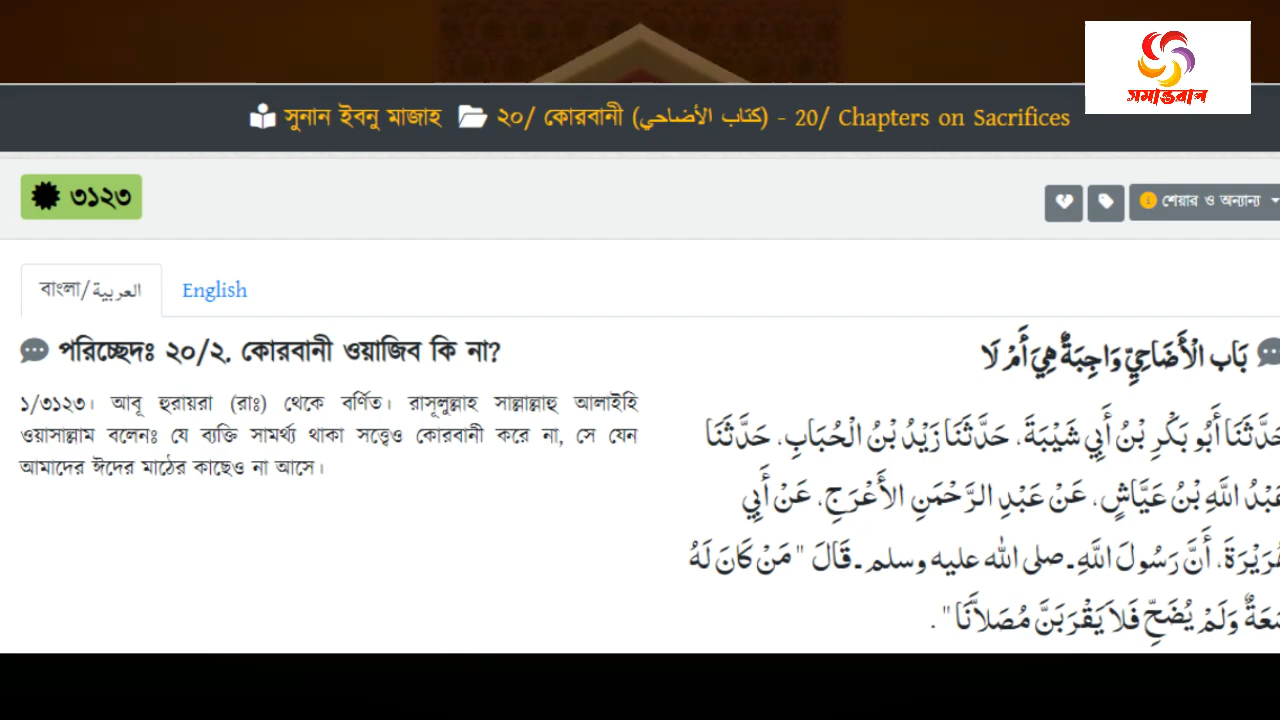 সমান্তরাল
সুনান ইবনু মাজাহ ২০/ কোরবানী (كتاب الأضاحي) - 20/ Chapters on Sacrifices
৩১২৩
শেয়ার ও অন্যান্য
বাংলা/العربية English
পরিচ্ছেদঃ ২০/২. কোরবানী ওয়াজিব কি না?
১/৩১২৩। আবূ হুরায়রা (রাঃ) থেকে বর্ণিত। রাসূলুল্লাহ সাল্লাল্লাহু আলাইহি
ওয়াসাল্লাম বলেনঃ যে ব্যক্তি সামর্থ্য থাকা সত্ত্বেও কোরবানী করে না, সে যেন
আমাদের ঈদের মাঠের কাছেও না আসে।
بَاب الْأَضَاحِيِّ وَاجِبَةٌ هِيَ أَمْ لَا
حَدَّثَنَا أَبُو بَكْرِ بْنُ أَبِي شَيْبَةَ، حَدَّثَنَا زَيْدُ بْنُ الْحُبَابِ، حَدَّثَنَا
عَبْدُ اللَّهِ بْنُ عَيَّاشٍ، عَنْ عَبْدِ الرَّحْمَنِ الأَعْرَجِ، عَنْ أَبِي
هُرَيْرَةَ، أَنَّ رَسُولَ اللَّهِ ـ صلى الله عليه وسلم ـ قَالَ " مَنْ كَانَ لَهُ
سَعَةٌ وَلَمْ يُضَحِّ فَلاَ يَقْرَبَنَّ مُصَلاَّنَا " .